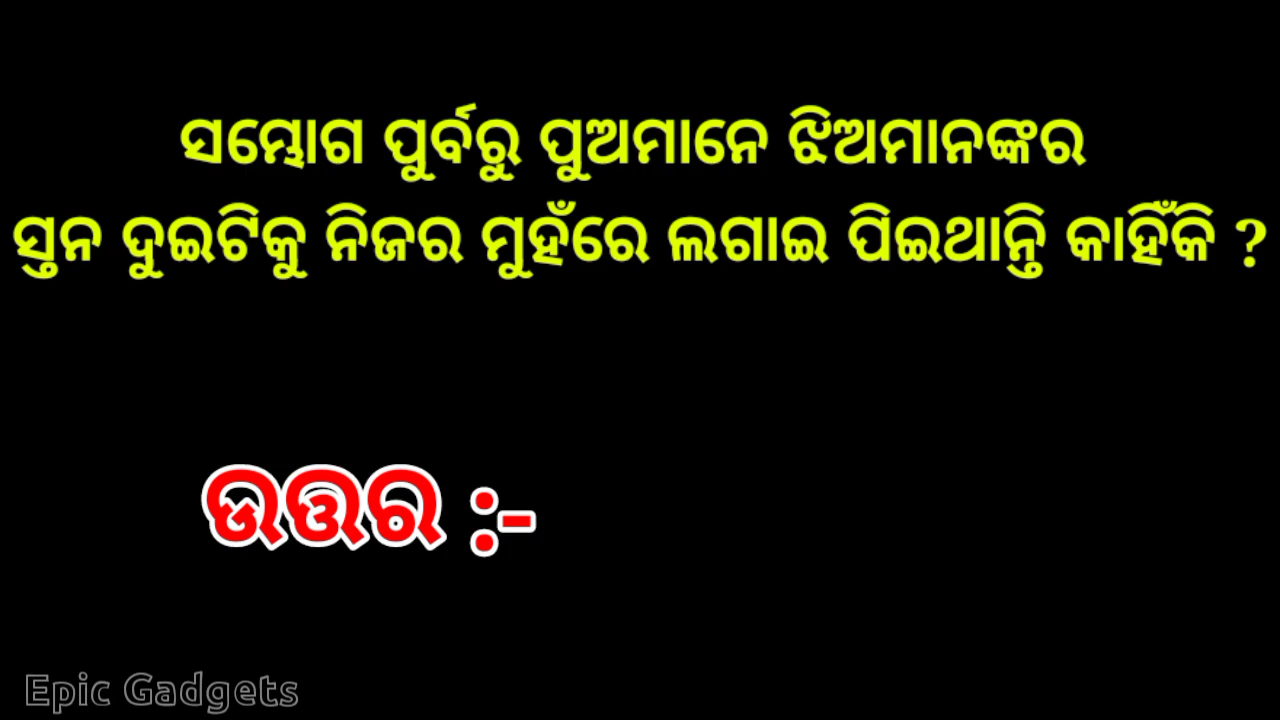 ସମ୍ଭୋଗ ପୁର୍ବରୁ ପୁଅମାନେ ଝିଅମାନଙ୍କର
ସ୍ତନ ଦୁଇଟିକୁ ନିଜର ମୁହଁରେ ଲଗାଇ ପିଇଥାନ୍ତି କାହିଁକି ?
ଉତ୍ତର :-
Epic Gadgets